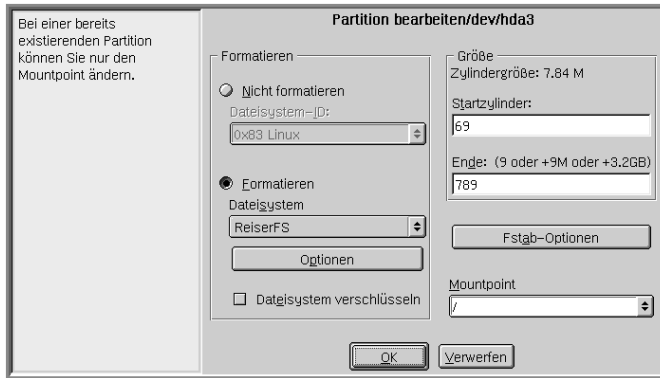 Bei einer bereits
existierenden Partition
können Sie nur den
Mountpoint ändern.
Partition bearbeiten/dev/hda3
Formatieren
Nicht formatieren
Dateisystem-ID:
0x83 Linux
Formatieren
Dateisystem
ReiserFS
Optionen
Dateisystem verschlüsseln
Größe
Zylindergröße: 7.84 M
Startzylinder:
69
Ende: (9 oder +9M oder +3.2GB)
789
Fstab-Optionen
Mountpoint
/
OK
Verwerfen